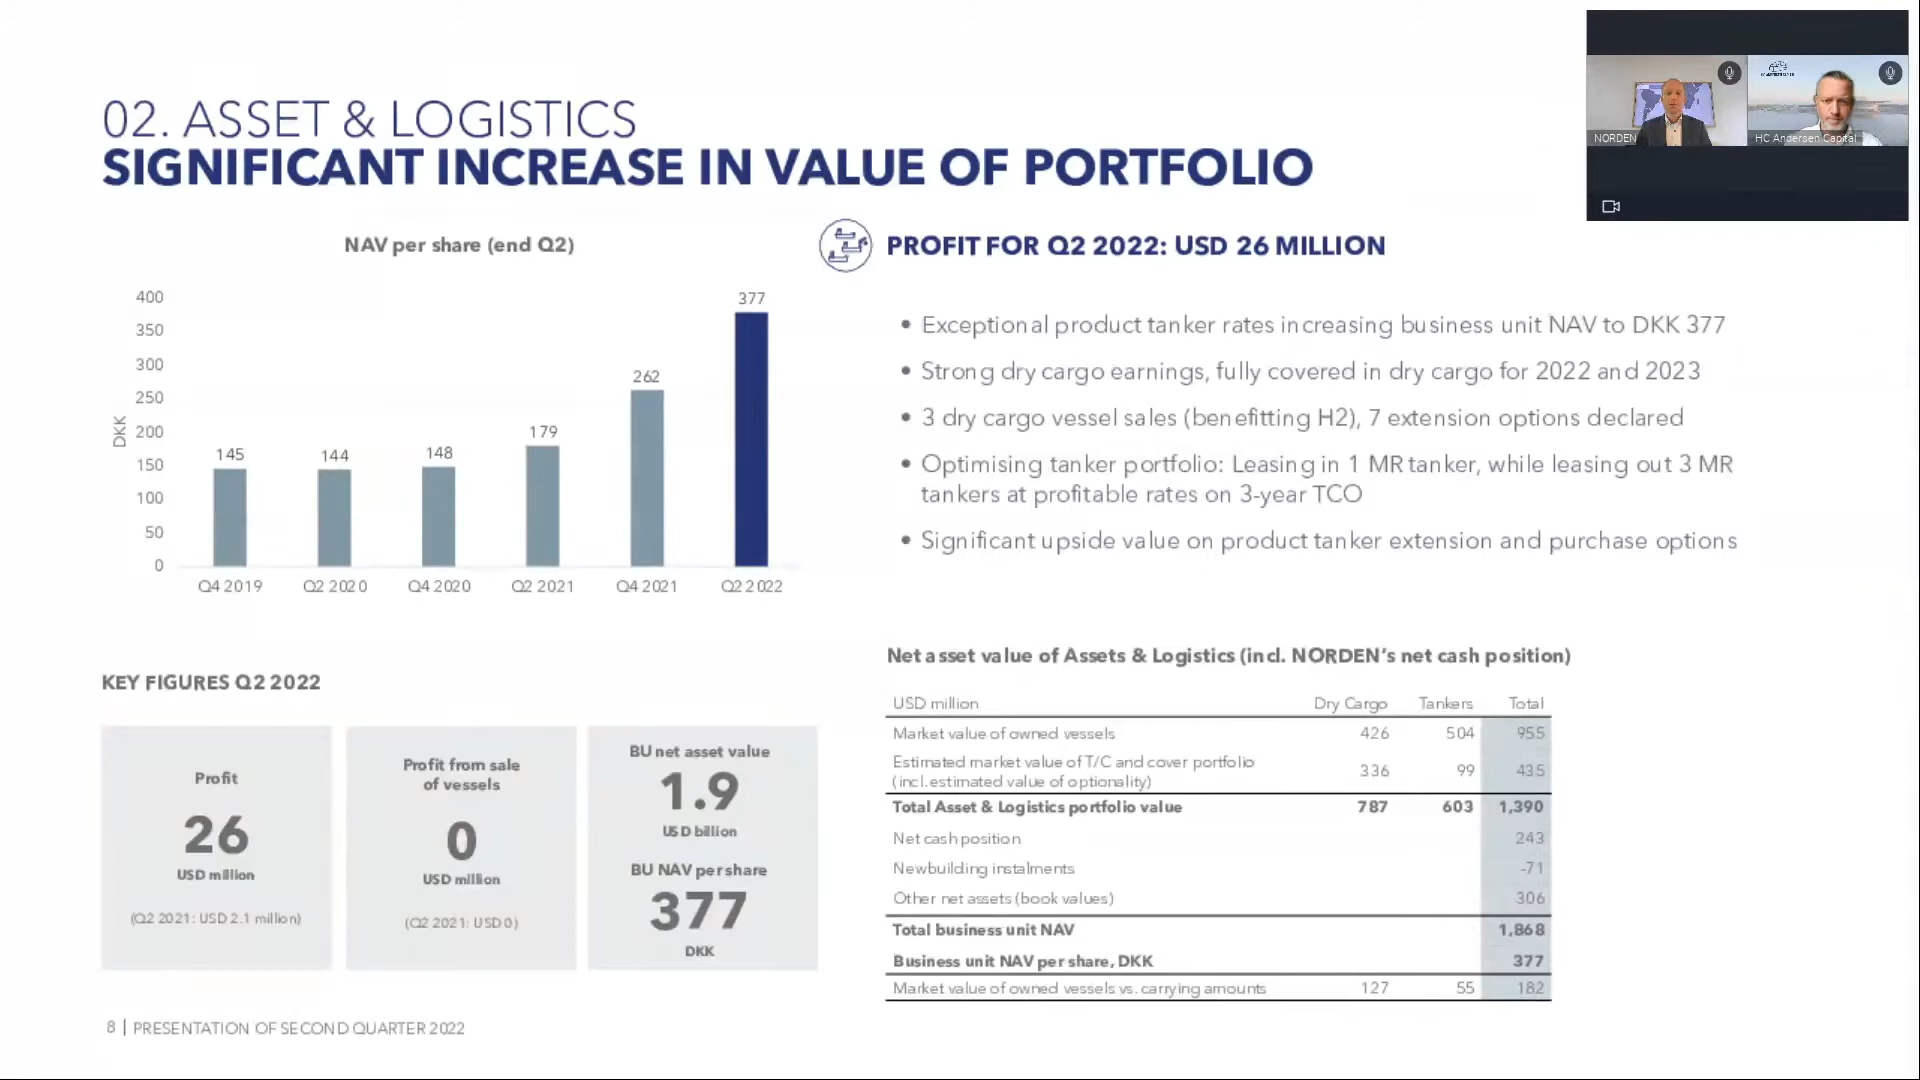 02. ASSET & LOGISTICS
SIGNIFICANT INCREASE IN VALUE OF PORTFOLIO
NORDEN
HC Andersen Capital
NAV per share (end Q2)
DKK
400
350
300
250
200
150
100
50
0
145
144
148
179
262
377
Q4 2019
Q2 2020
Q4 2020
Q2 2021
Q4 2021
Q2 2022
PROFIT FOR Q2 2022: USD 26 MILLION
• Exceptional product tanker rates increasing business unit NAV to DKK 377
• Strong dry cargo earnings, fully covered in dry cargo for 2022 and 2023
• 3 dry cargo vessel sales (benefitting H2), 7 extension options declared
• Optimising tanker portfolio: Leasing in 1 MR tanker, while leasing out 3 MR
tankers at profitable rates on 3-year TCO
• Significant upside value on product tanker extension and purchase options
KEY FIGURES Q2 2022
Profit
26
USD million
(Q2 2021: USD 2.1 million)
Profit from sale
of vessels
0
USD million
(Q2 2021: USD 0)
BU net asset value
1.9
USD billion
BU NAV per share
377
DKK
Net asset value of Assets & Logistics (incl. NORDEN's net cash position)
USD million Dry Cargo Tankers Total
Market value of owned vessels 426 504 955
Estimated market value of T/C and cover portfolio
(incl. estimated value of optionality) 336 99 435
Total Asset & Logistics portfolio value 787 603 1,390
Net cash position 243
Newbuilding instalments -71
Other net assets (book values) 306
Total business unit NAV 1,868
Business unit NAV per share, DKK 377
Market value of owned vessels vs. carrying amounts 127 55 182
8 | PRESENTATION OF SECOND QUARTER 2022